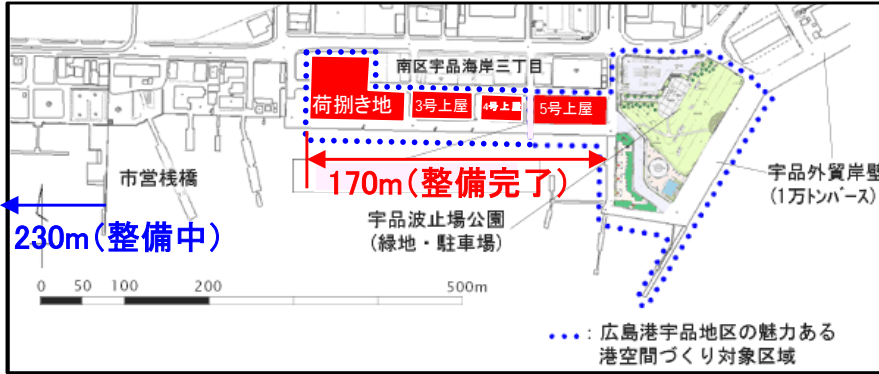 南区宇品海岸三丁目
荷捌き地
3号上屋
4号上屋
5号上屋
市営桟橋
170m(整備完了)
宇品外貿岸壁
(1万トンバース)
宇品波止場公園
(緑地・駐車場)
230m(整備中)
0 50 100 200 500m
:広島港宇品地区の魅力ある
港空間づくり対象区域